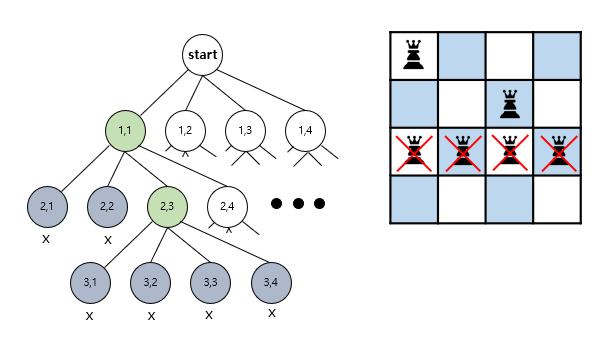 start
1,1 1,2 1,3 1,4
2,1 2,2 2,3 2,4
x x
3,1 3,2 3,3 3,4
x x x x